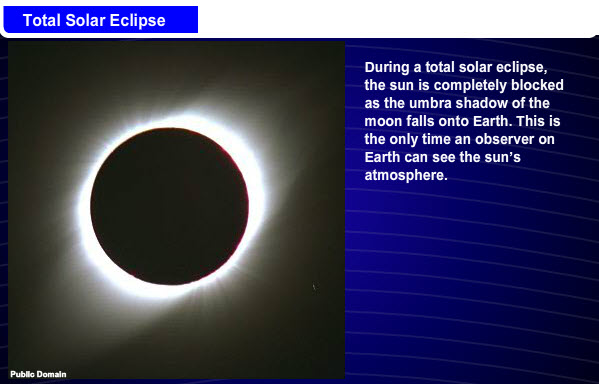 Total Solar Eclipse
During a total solar eclipse,
the sun is completely blocked
as the umbra shadow of the
moon falls onto Earth. This is
the only time an observer on
Earth can see the sun's
atmosphere.
Public Domain